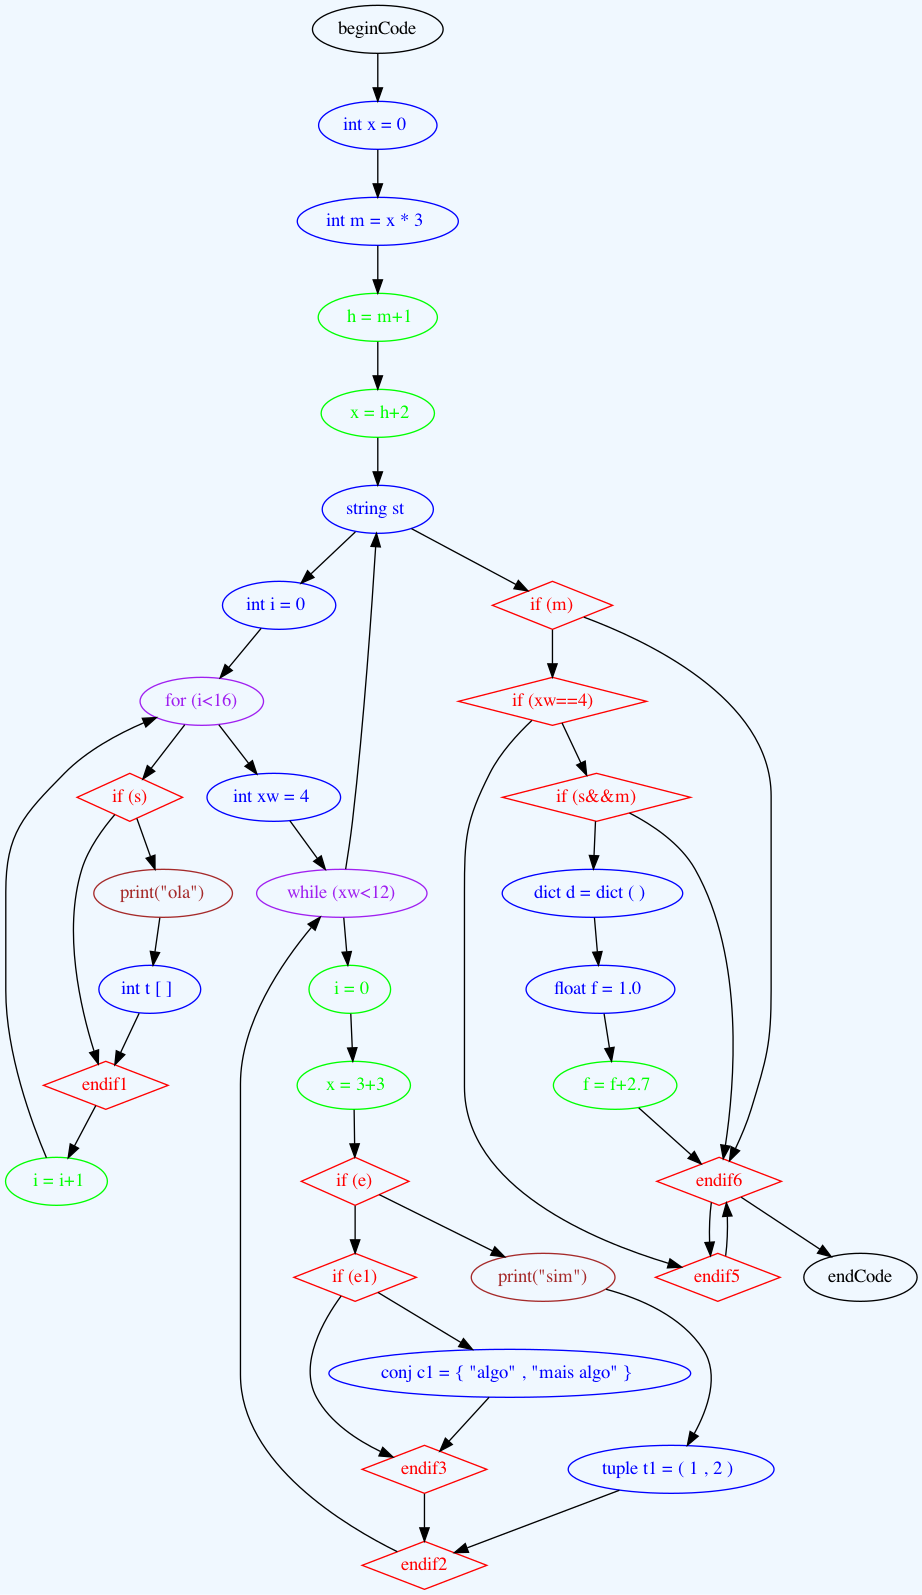 beginCode
int x = 0
int m = x * 3
h = m+1
x = h+2
string st
int i = 0
if (m)
for (i<16)
if (xw==4)
if (s)
int xw = 4
if (s&&m)
print("ola")
while (xw<12)
dict d = dict ( )
int t [ ]
i = 0
float f = 1.0
endif1
x = 3+3
f = f+2.7
i = i+1
if (e)
endif6
if (e1)
print("sim")
endif5
endCode
conj c1 = { "algo" , "mais algo" }
endif3
tuple t1 = ( 1 , 2 )
endif2